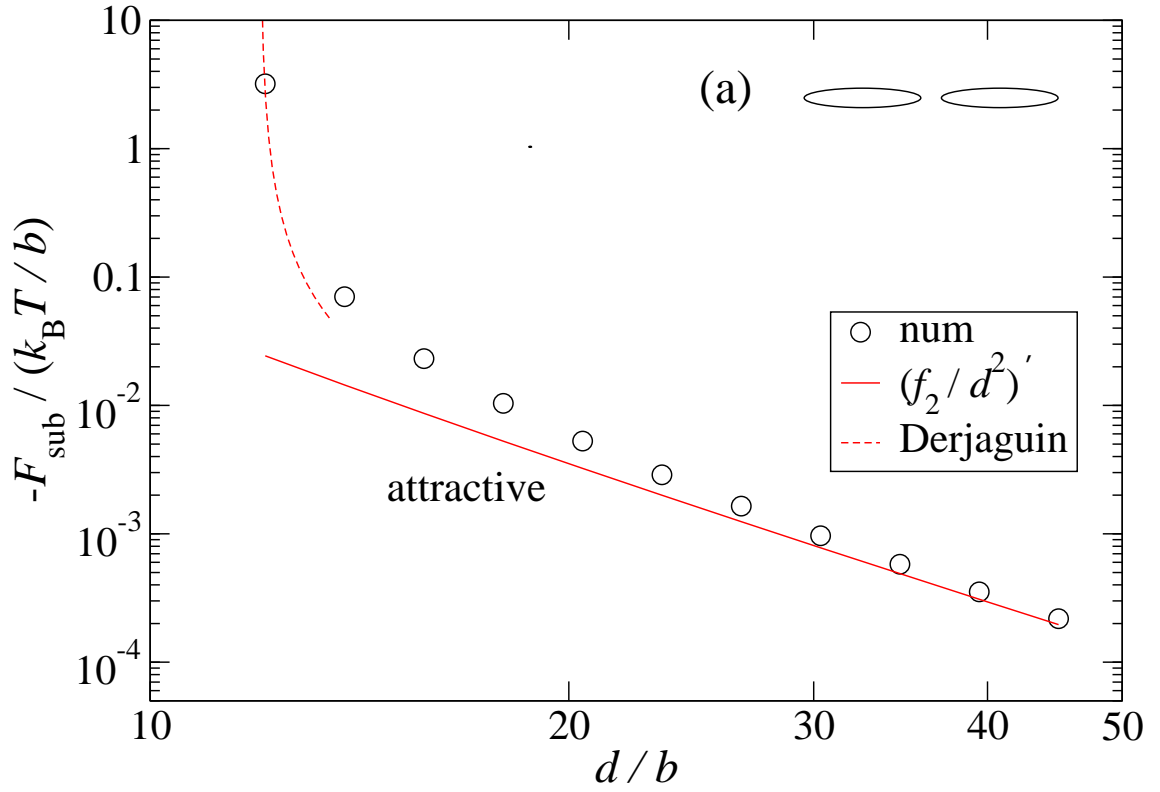 10
1
0.1
10^-2
10^-3
10^-4
-F_sub / (k_B T / b)
(a)
num
(f_2 / d^2)′
Derjaguin
attractive
10
20
30
40
50
d / b